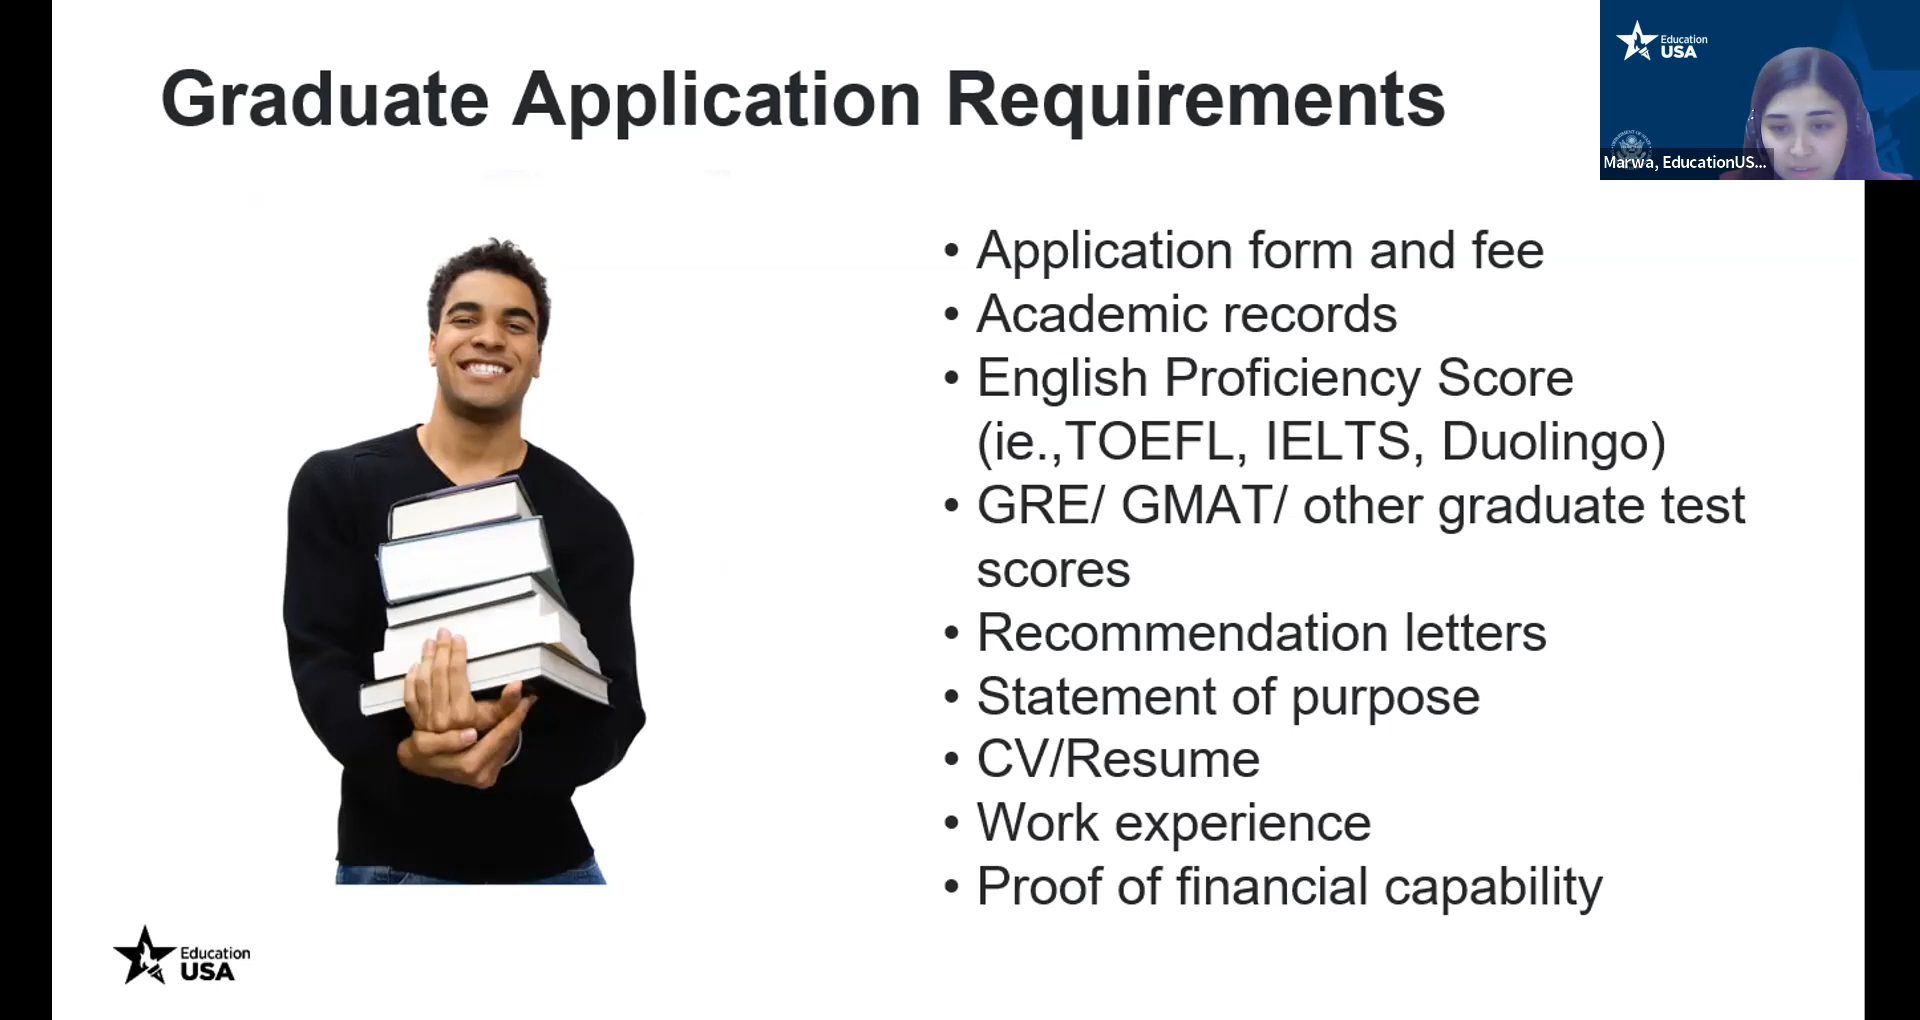 Graduate Application Requirements
Education
USA
Marwa, EducationUS...
• Application form and fee
• Academic records
• English Proficiency Score
(ie.,TOEFL, IELTS, Duolingo)
• GRE/ GMAT/ other graduate test
scores
• Recommendation letters
• Statement of purpose
• CV/Resume
• Work experience
• Proof of financial capability
Education
USA